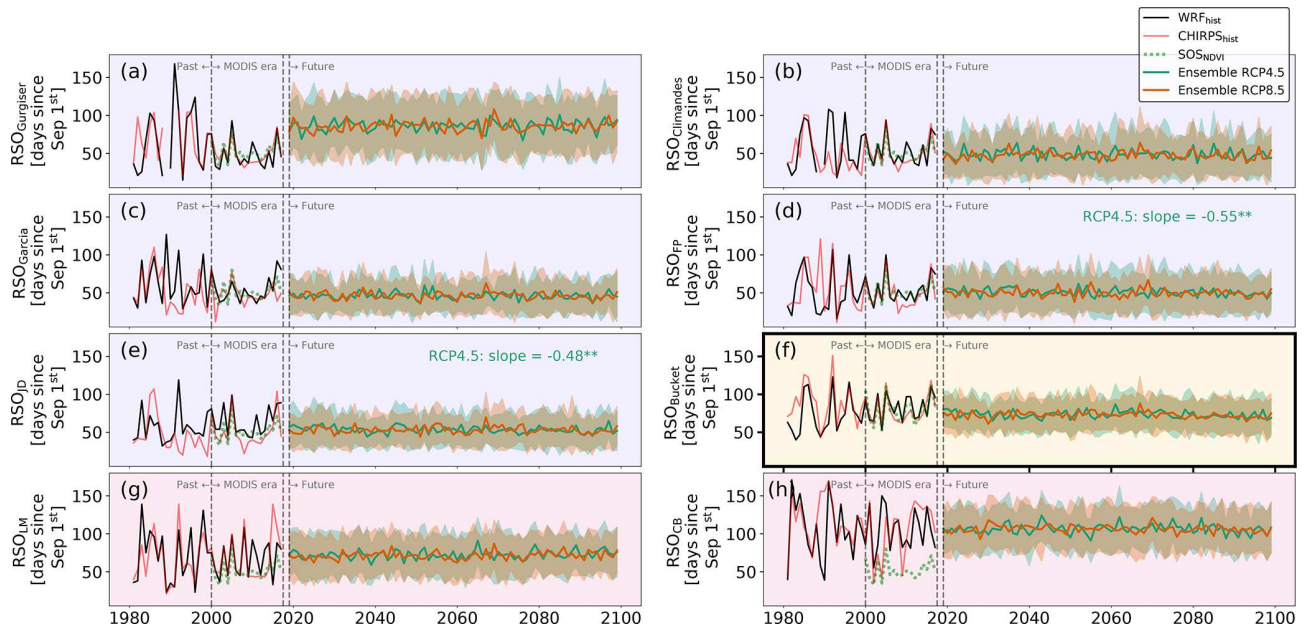 WRF_hist
CHIRPS_hist
SOS_NDVI
Ensemble RCP4.5
Ensemble RCP8.5
(a)
Past ←→ MODIS era → Future
RSO_Gurgiser
[days since
Sep 1st]
150
100
50
(b)
Past ←→ MODIS era → Future
RSO_Climandes
[days since
Sep 1st]
150
100
50
(c)
Past ←→ MODIS era → Future
RSO_Garcia
[days since
Sep 1st]
150
100
50
(d)
Past ←→ MODIS era → Future
RCP4.5: slope = -0.55**
RSO_FP
[days since
Sep 1st]
150
100
50
(e)
Past ←→ MODIS era → Future
RCP4.5: slope = -0.48**
RSO_JD
[days since
Sep 1st]
150
100
50
(f)
Past ←→ MODIS era → Future
RSO_Bucket
[days since
Sep 1st]
150
100
50
(g)
Past ←→ MODIS era → Future
RSO_LM
[days since
Sep 1st]
150
100
50
1980 2000 2020 2040 2060 2080 2100
(h)
Past ←→ MODIS era → Future
RSO_CB
[days since
Sep 1st]
150
100
50
1980 2000 2020 2040 2060 2080 2100